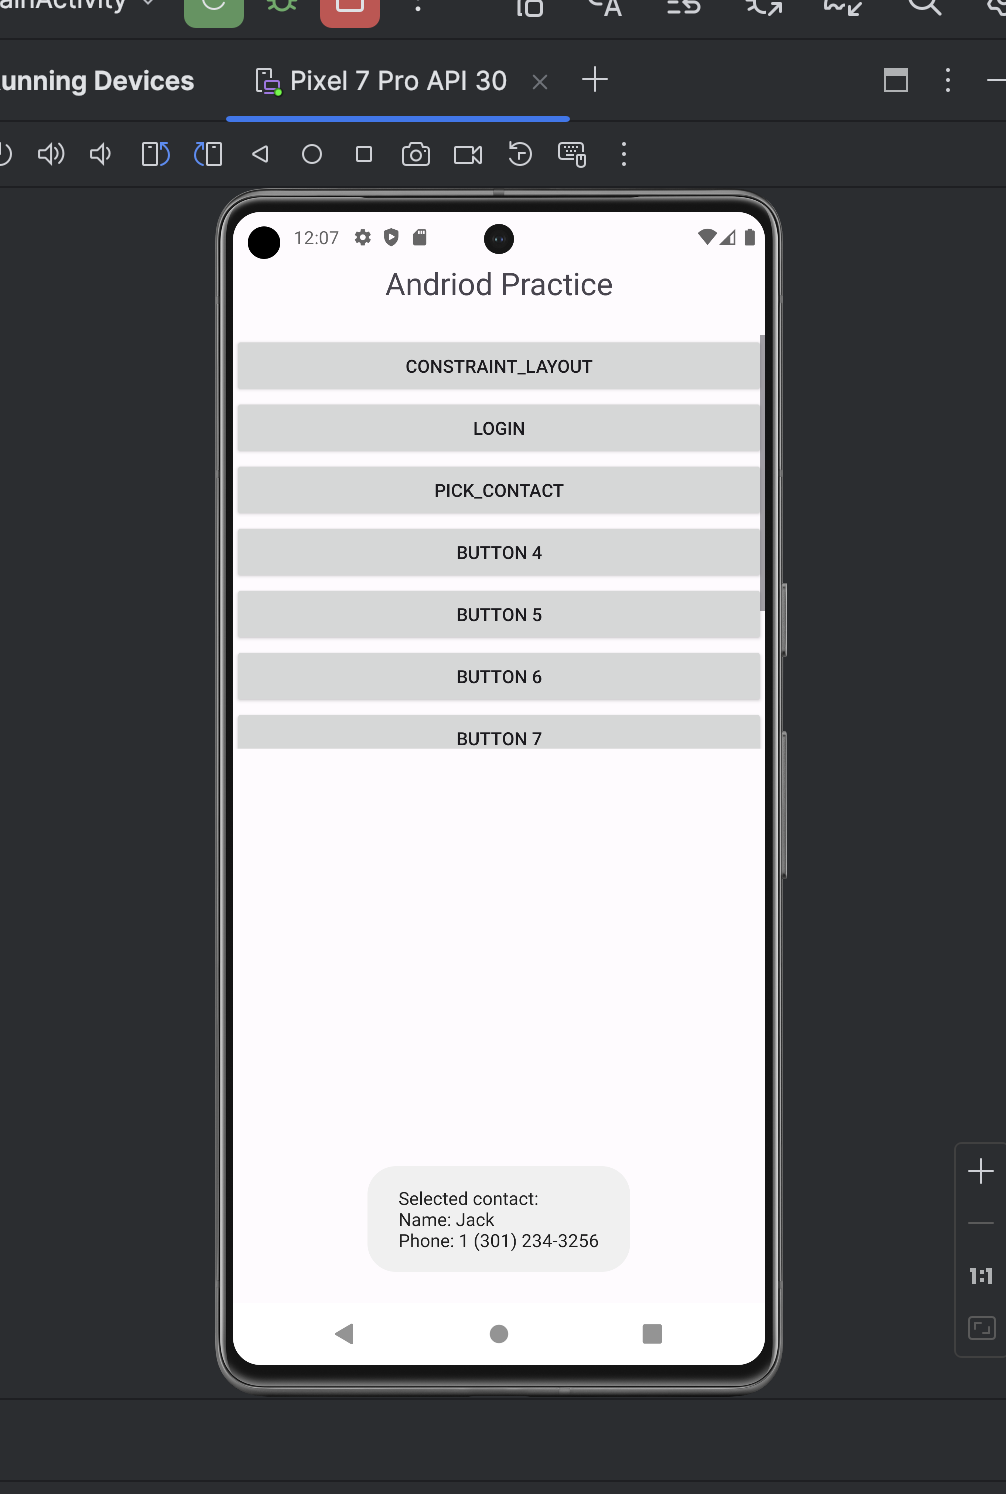 ainActivity
unning Devices
Pixel 7 Pro API 30
12:07
Andriod Practice
CONSTRAINT_LAYOUT
LOGIN
PICK_CONTACT
BUTTON 4
BUTTON 5
BUTTON 6
BUTTON 7
Selected contact:
Name: Jack
Phone: 1 (301) 234-3256
1:1